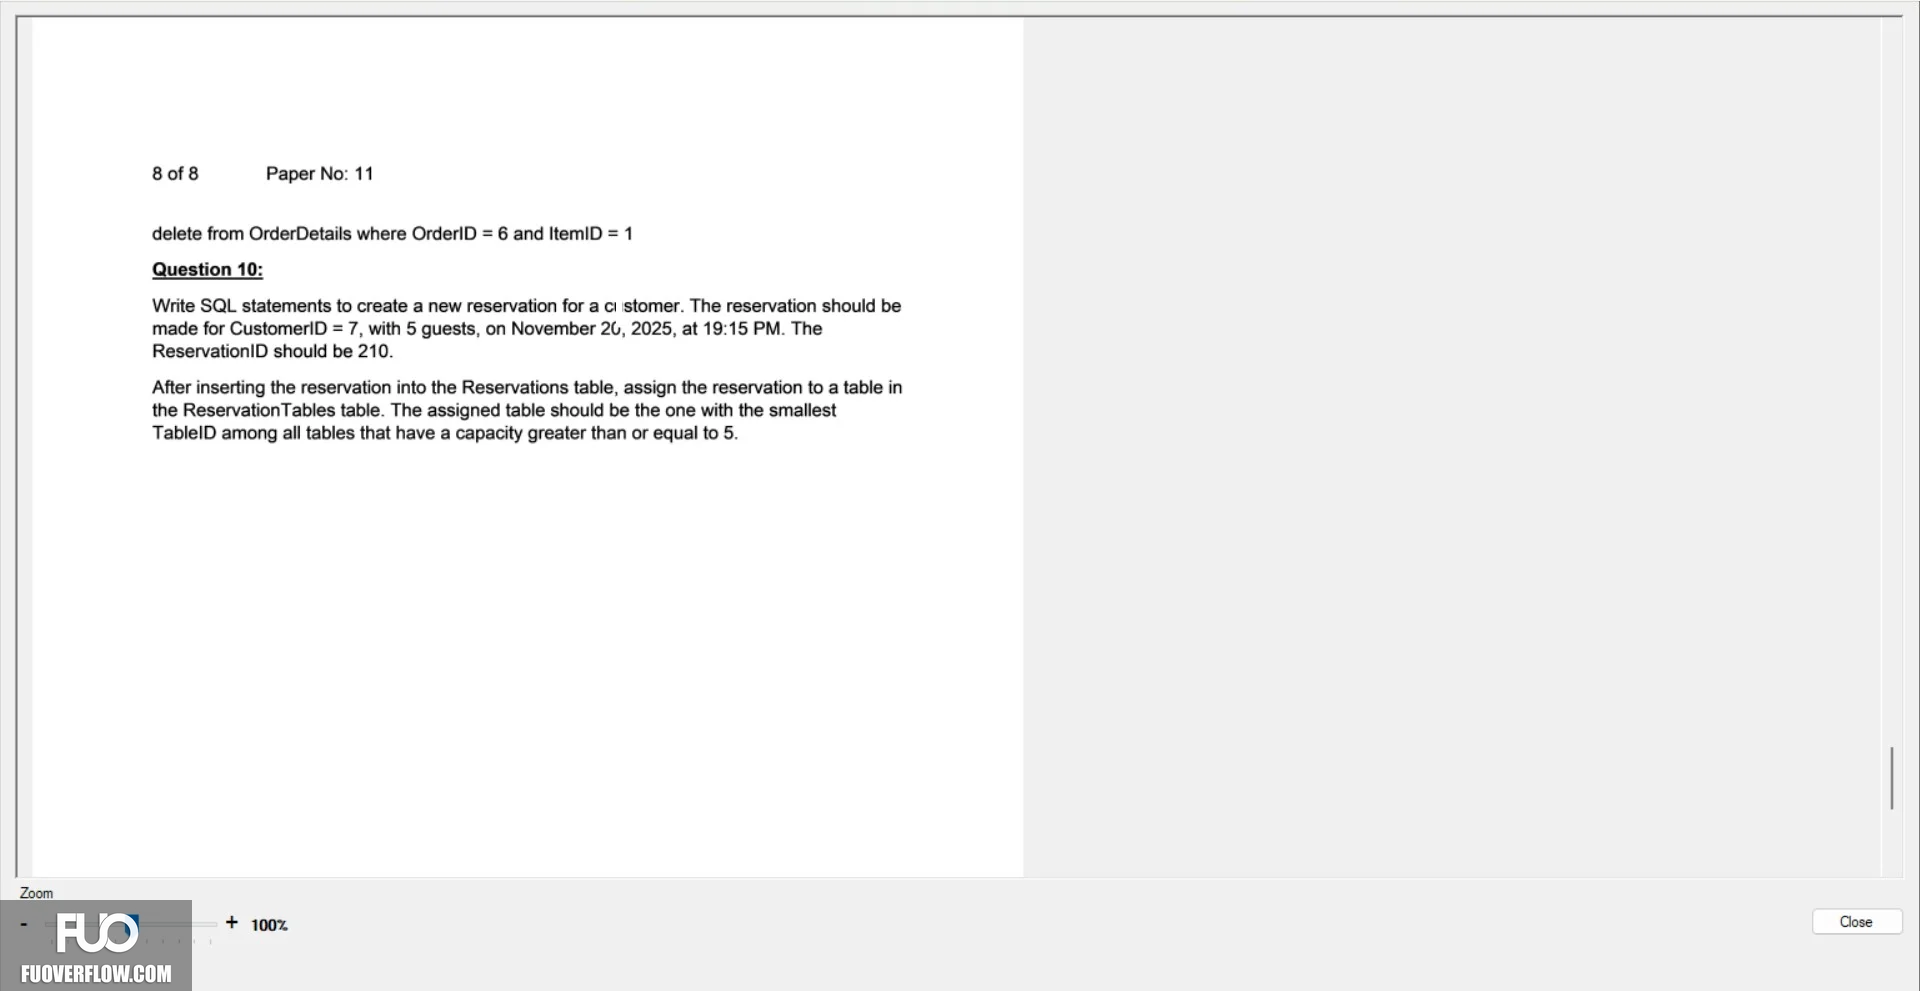 8 of 8 Paper No: 11
delete from OrderDetails where OrderID = 6 and ItemID = 1
Question 10:
Write SQL statements to create a new reservation for a customer. The reservation should be
made for CustomerID = 7, with 5 guests, on November 20, 2025, at 19:15 PM. The
ReservationID should be 210.
After inserting the reservation into the Reservations table, assign the reservation to a table in
the ReservationTables table. The assigned table should be the one with the smallest
TableID among all tables that have a capacity greater than or equal to 5.
Zoom
- + 100%
Close
FUO
FUOVERFLOW.COM